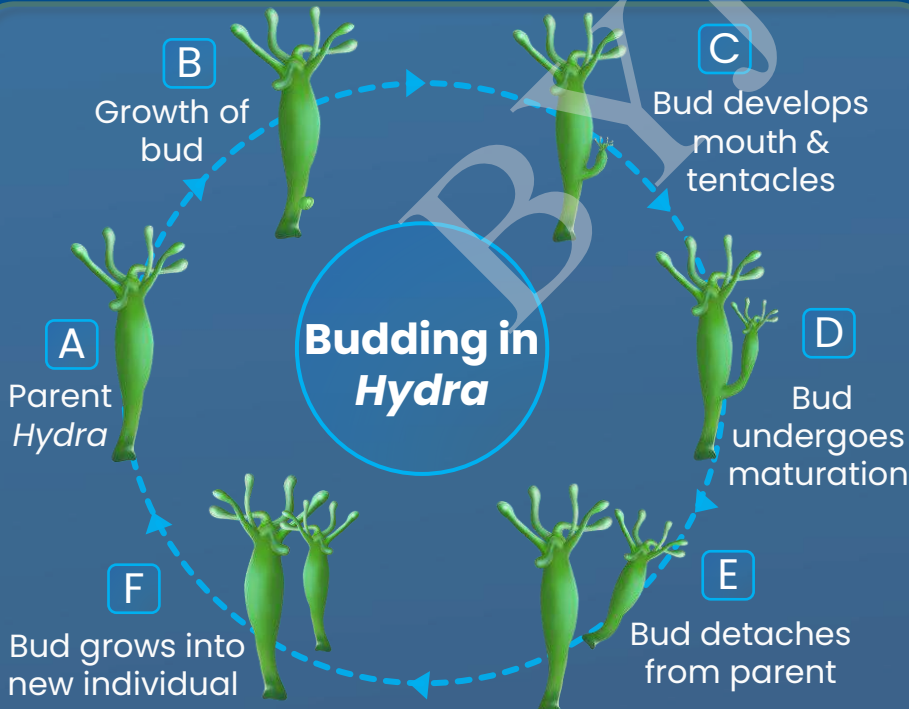 B
Growth of
bud
C
Bud develops
mouth &
tentacles
A
Parent
Hydra
Budding in
Hydra
D
Bud
undergoes
maturation
F
Bud grows into
new individual
E
Bud detaches
from parent
BYJ